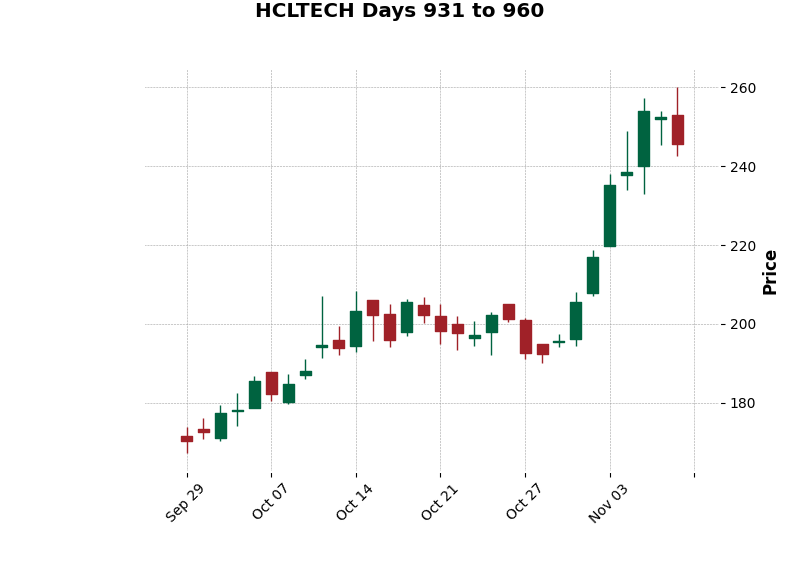 HCLTECH Days 931 to 960
260
240
220
200
180
Price
Sep 29
Oct 07
Oct 14
Oct 21
Oct 27
Nov 03